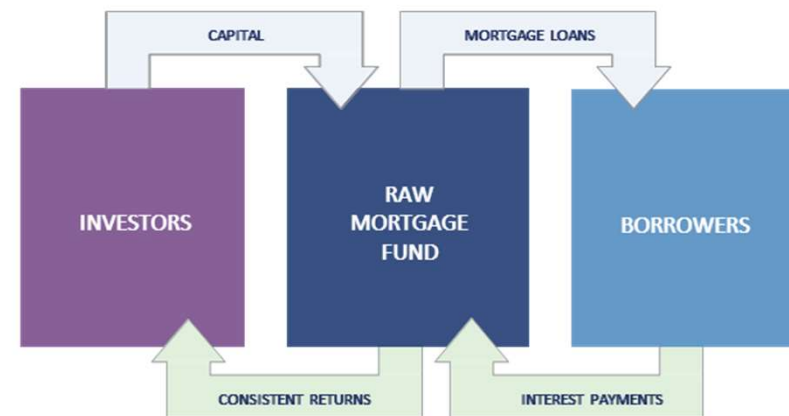 CAPITAL
MORTGAGE LOANS
INVESTORS
RAW
MORTGAGE
FUND
BORROWERS
CONSISTENT RETURNS
INTEREST PAYMENTS